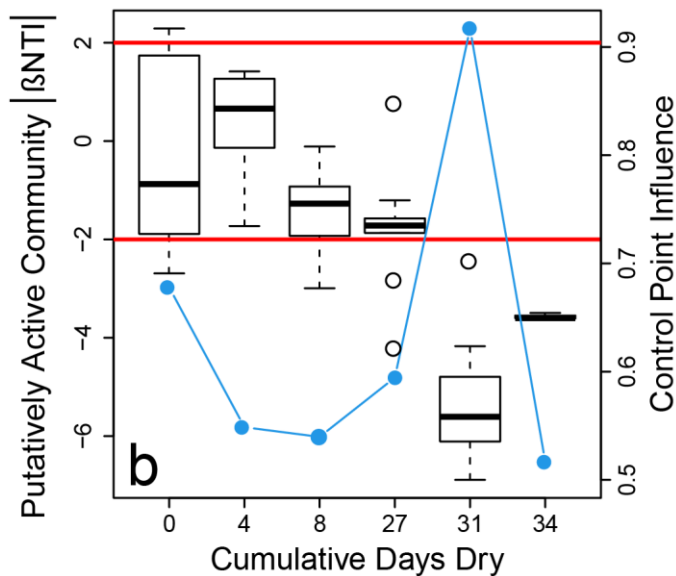 Putatively Active Community |ßNTI|
2
0
-2
-4
-6
0.9
0.8
0.7
0.6
0.5
Control Point Influence
b
0 4 8 27 31 34
Cumulative Days Dry